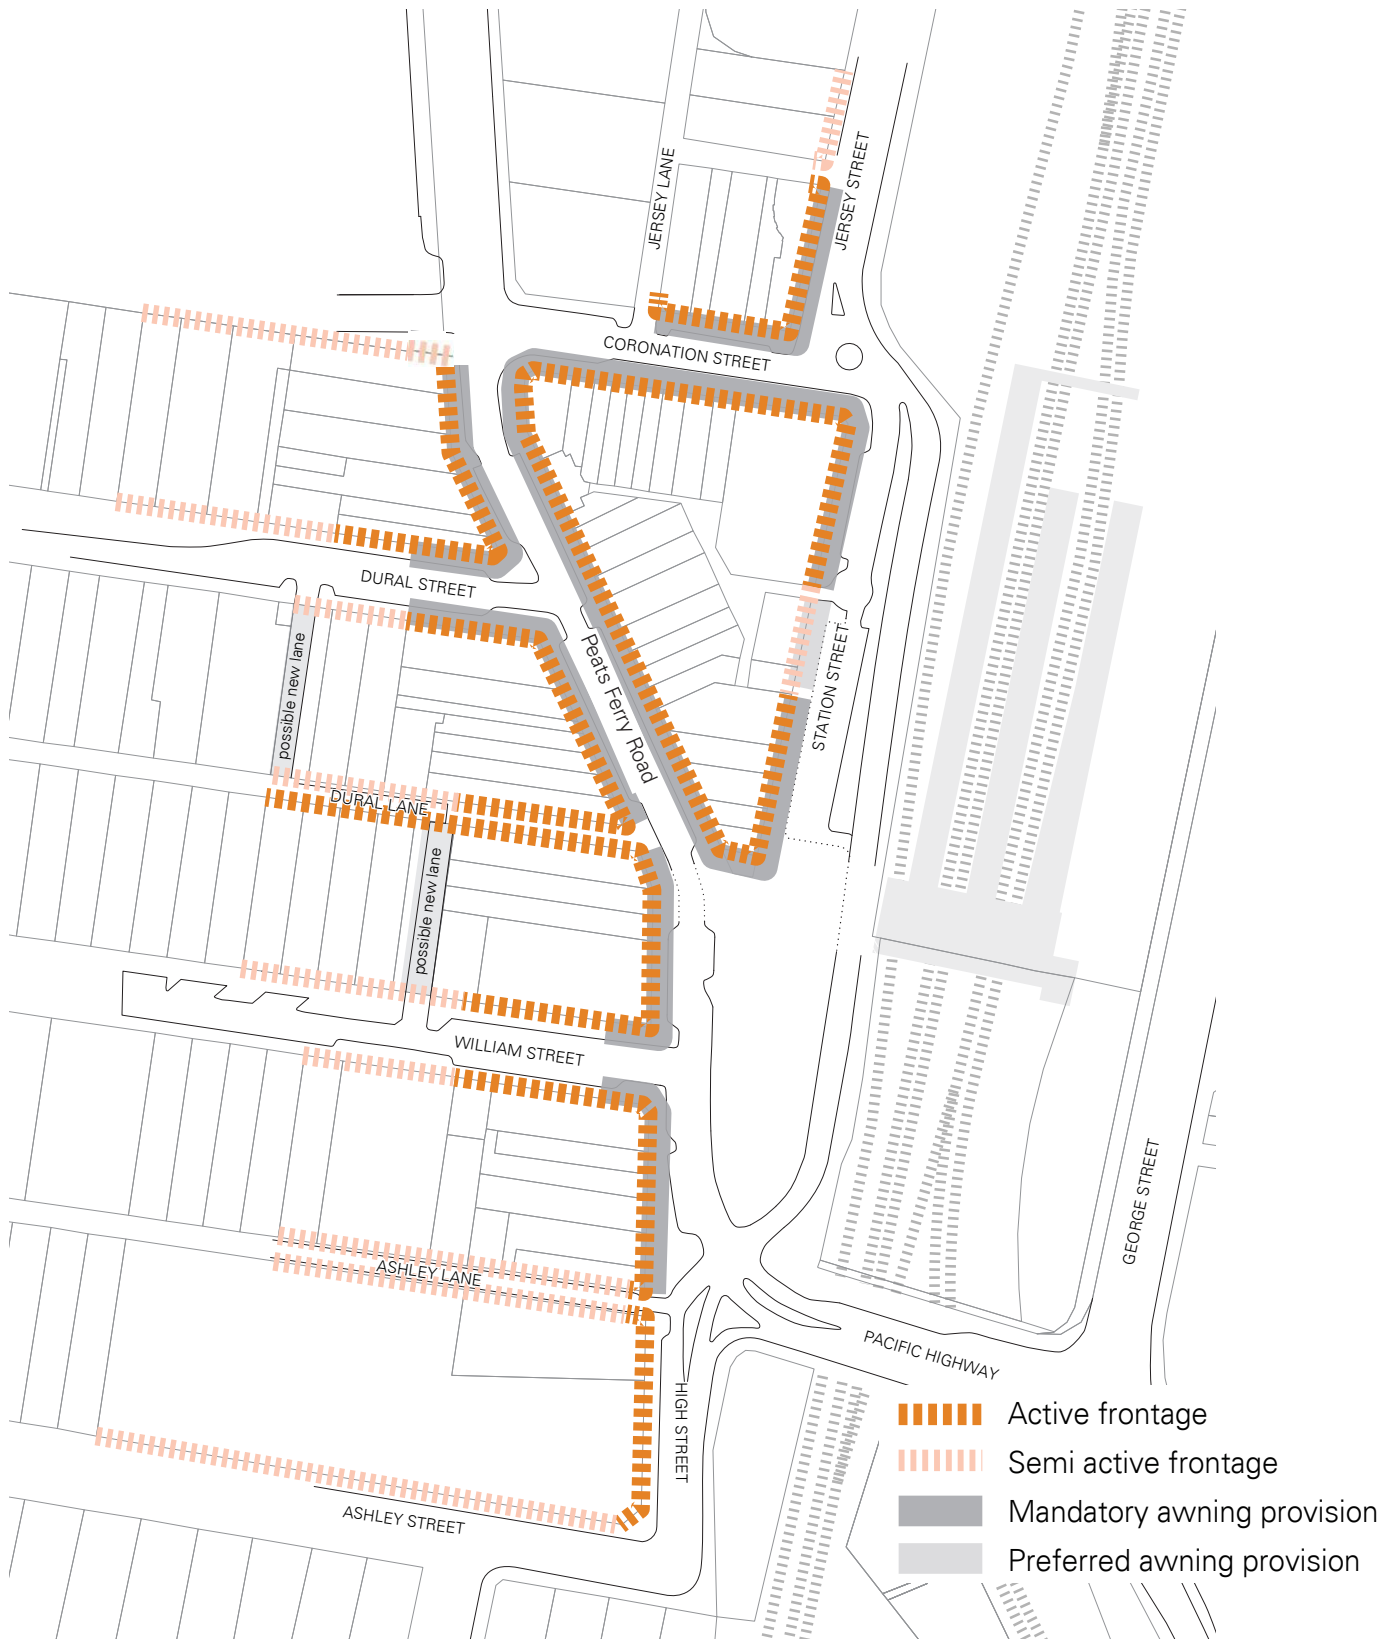 JERSEY LANE
JERSEY STREET
CORONATION STREET
DURAL STREET
possible new lane
Peats Ferry Road
STATION STREET
DURAL LANE
possible new lane
WILLIAM STREET
GEORGE STREET
ASHLEY LANE
PACIFIC HIGHWAY
HIGH STREET
ASHLEY STREET
Active frontage
Semi active frontage
Mandatory awning provision
Preferred awning provision